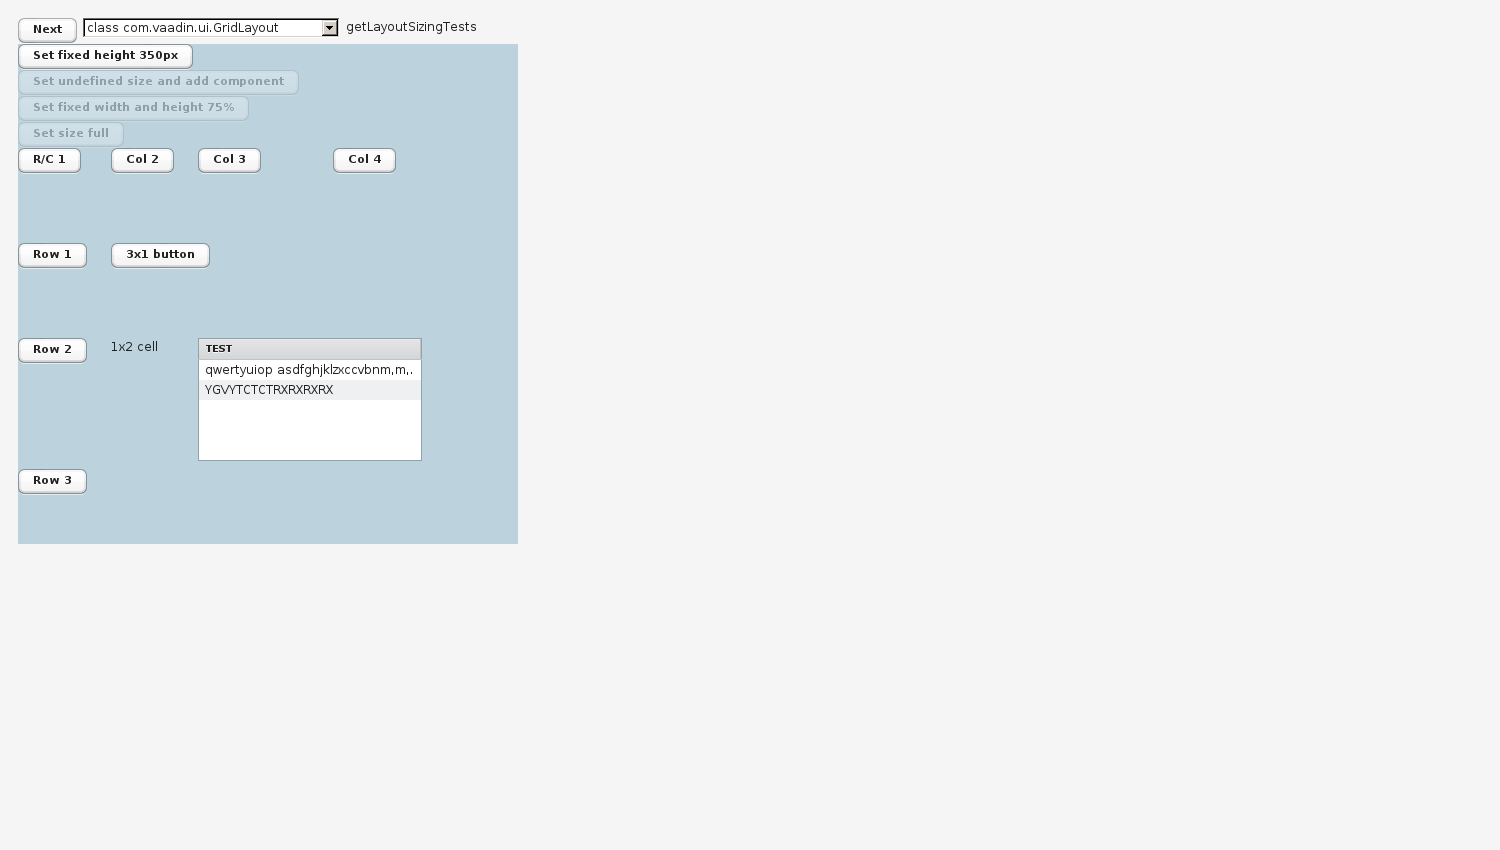 Next class com.vaadin.ui.GridLayout getLayoutSizingTests
Set fixed height 350px
Set undefined size and add component
Set fixed width and height 75%
Set size full
R/C 1 Col 2 Col 3 Col 4
Row 1 3x1 button
Row 2 1x2 cell TEST
qwertyuiop asdfghjklzxccvbnm,m,.
YGVYTCTCTRXRXRXRX
Row 3